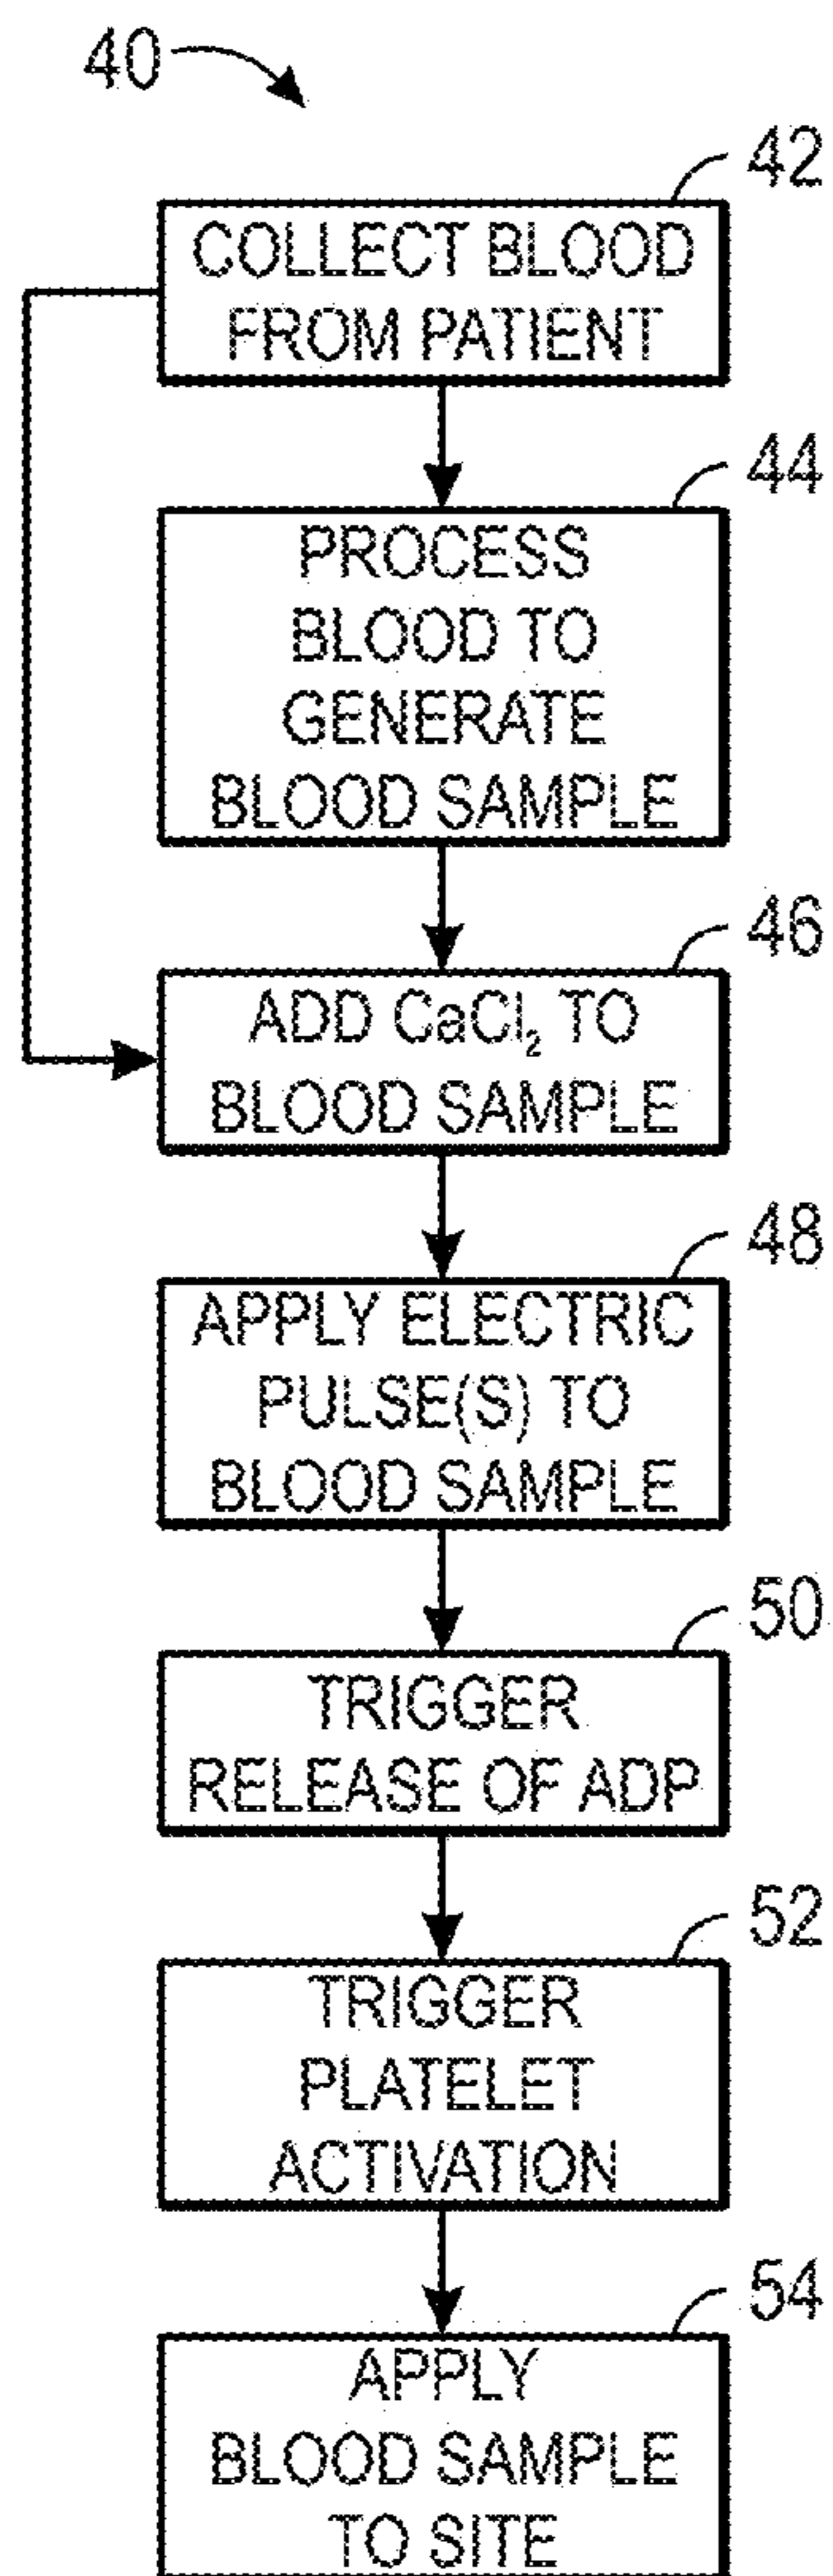 40
42
COLLECT BLOOD
FROM PATIENT
44
PROCESS
BLOOD TO
GENERATE
BLOOD SAMPLE
46
ADD CaCl₂ TO
BLOOD SAMPLE
48
APPLY ELECTRIC
PULSE(S) TO
BLOOD SAMPLE
50
TRIGGER
RELEASE OF ADP
52
TRIGGER
PLATELET
ACTIVATION
54
APPLY
BLOOD SAMPLE
TO SITE